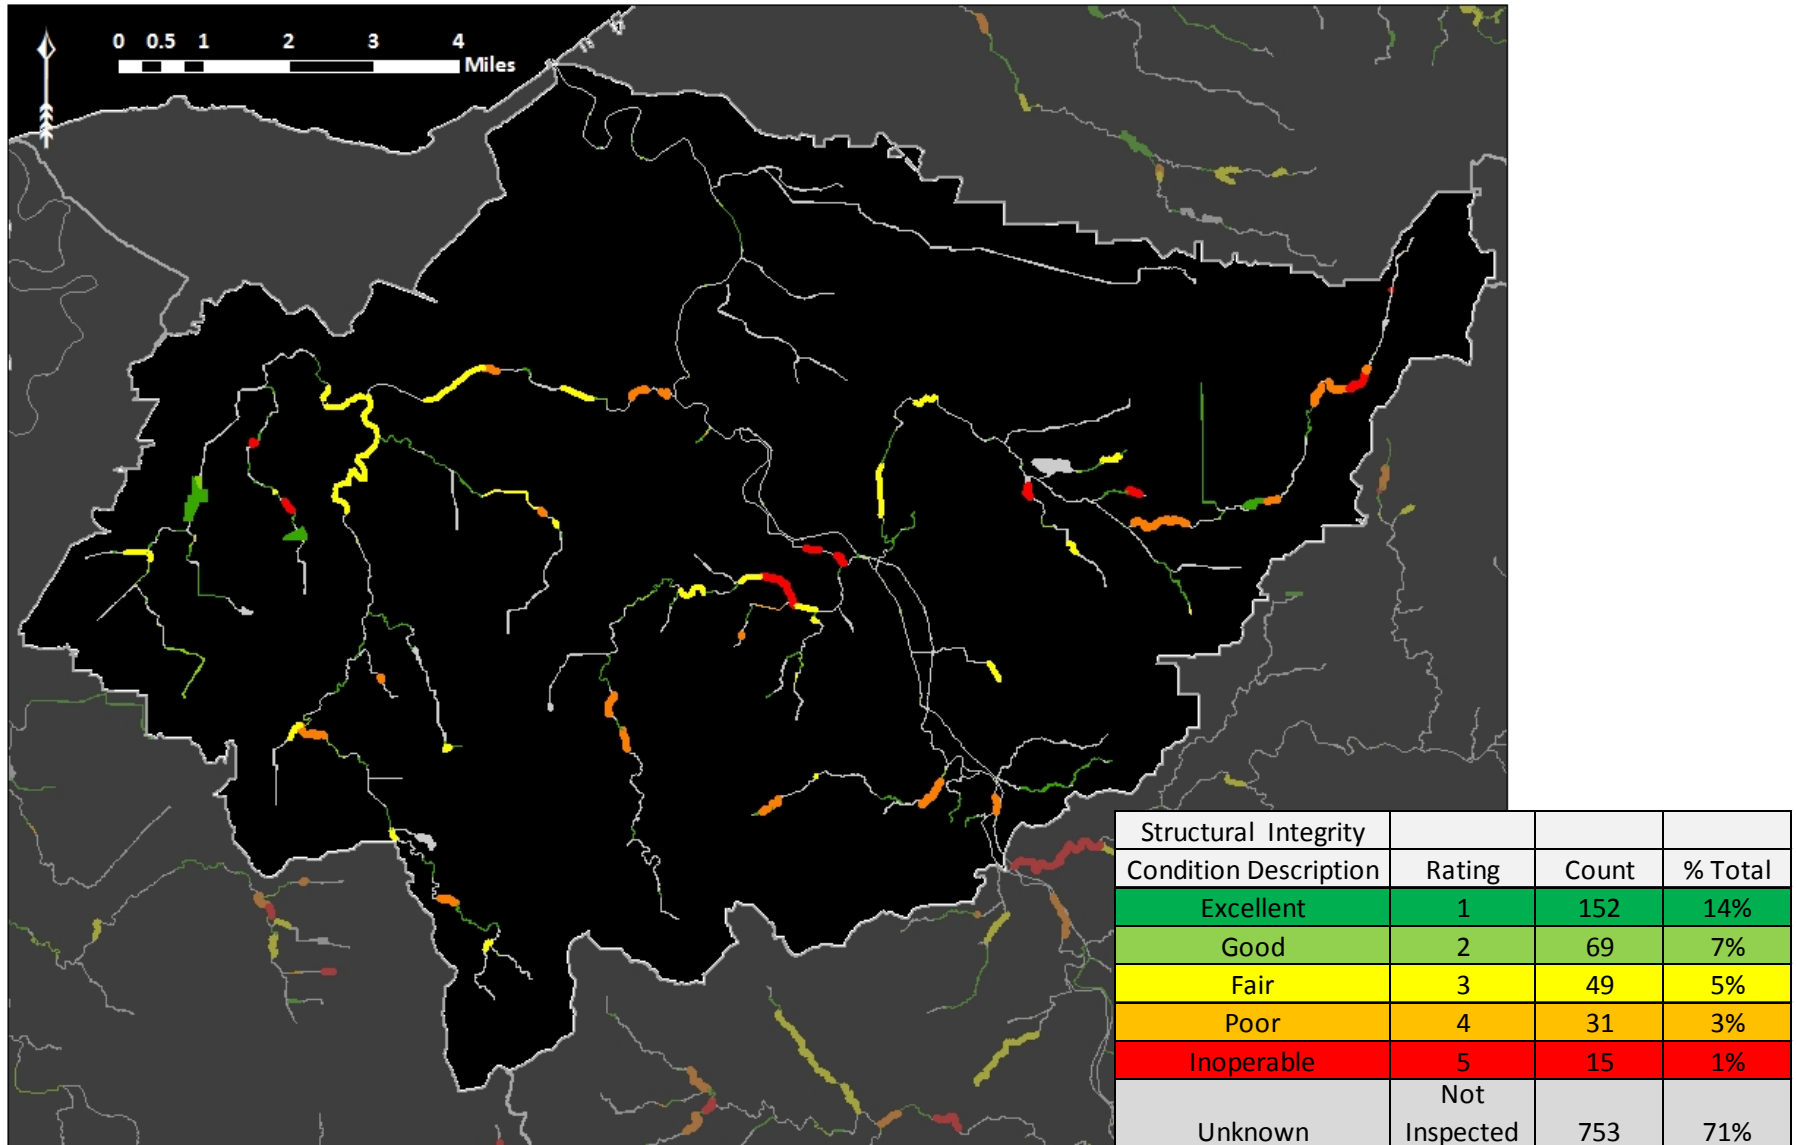 0 0.5 1 2 3 4
Miles
Structural Integrity
Condition Description Rating Count % Total
Excellent 1 152 14%
Good 2 69 7%
Fair 3 49 5%
Poor 4 31 3%
Inoperable 5 15 1%
Unknown Not Inspected 753 71%